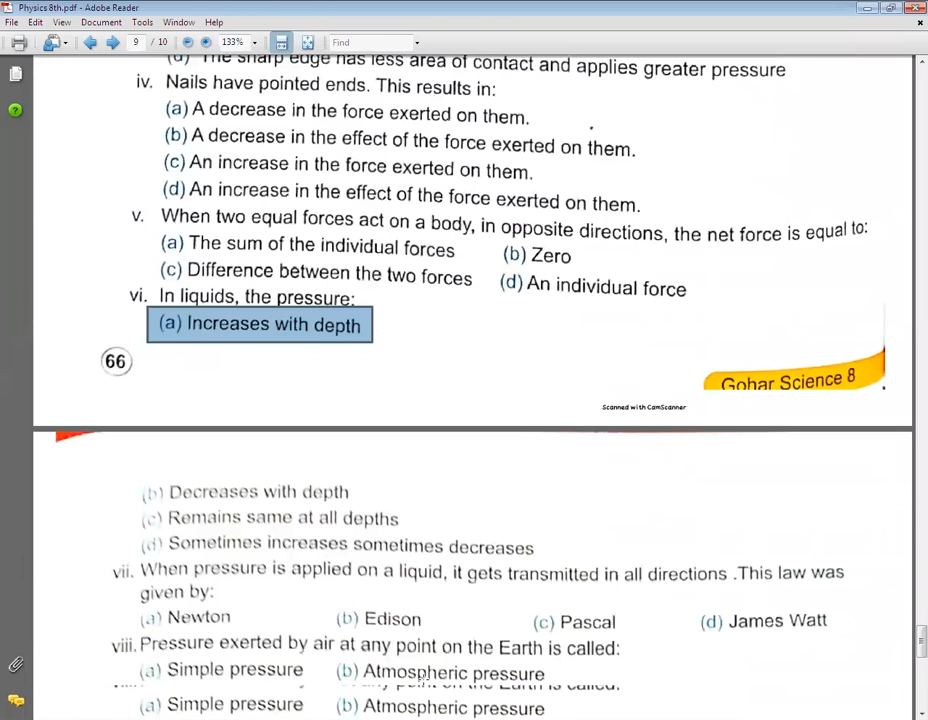 Physics 8th.pdf - Adobe Reader
File Edit View Document Tools Window Help
9 / 10 133% Find
(d) The sharp edge has less area of contact and applies greater pressure
iv. Nails have pointed ends. This results in:
(a) A decrease in the force exerted on them.
(b) A decrease in the effect of the force exerted on them.
(c) An increase in the force exerted on them.
(d) An increase in the effect of the force exerted on them.
v. When two equal forces act on a body, in opposite directions, the net force is equal to:
(a) The sum of the individual forces (b) Zero
(c) Difference between the two forces (d) An individual force
vi. In liquids, the pressure:
(a) Increases with depth
66
Gohar Science 8
Scanned with CamScanner
(b) Decreases with depth
(c) Remains same at all depths
(d) Sometimes increases sometimes decreases
vii. When pressure is applied on a liquid, it gets transmitted in all directions .This law was
given by:
(a) Newton (b) Edison (c) Pascal (d) James Watt
viii. Pressure exerted by air at any point on the Earth is called:
(a) Simple pressure (b) Atmospheric pressure
any point on the Earth is called:
(a) Simple pressure (b) Atmospheric pressure